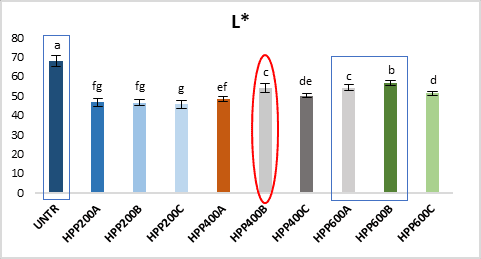 L*
80
70
60
50
40
30
20
10
0
a
fg
fg
g
ef
c
de
c
b
d
UNTR
HPP200A
HPP200B
HPP200C
HPP400A
HPP400B
HPP400C
HPP600A
HPP600B
HPP600C